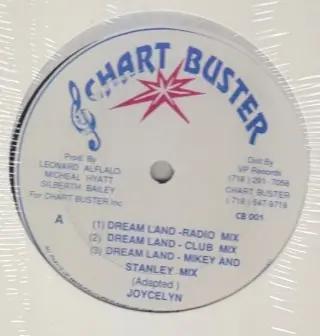 CHART BUSTER
Prod. By
LEONARD ALFLALO
MICHEAL HYATT
SILBERTH BAILEY
For CHART BUSTER Inc
Dist By
VP Records
(718) 291 7058
CHART BUSTER
(718) 547-9719
CB 001
A
(1) DREAM LAND -RADIO MIX
(2) DREAM LAND - CLUB MIX
(3) DREAM LAND - MIKEY AND
STANLEY MIX
(Adapted)
JOYCELYN